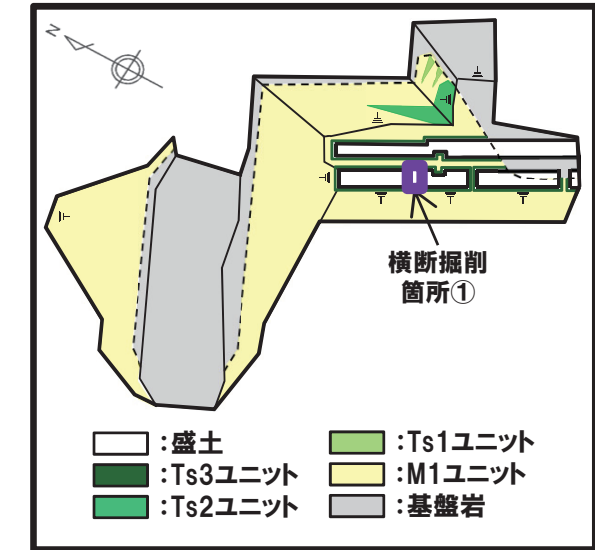 N
横断掘削
箇所①
:盛土
:Ts1ユニット
:Ts3ユニット
:M1ユニット
:Ts2ユニット
:基盤岩